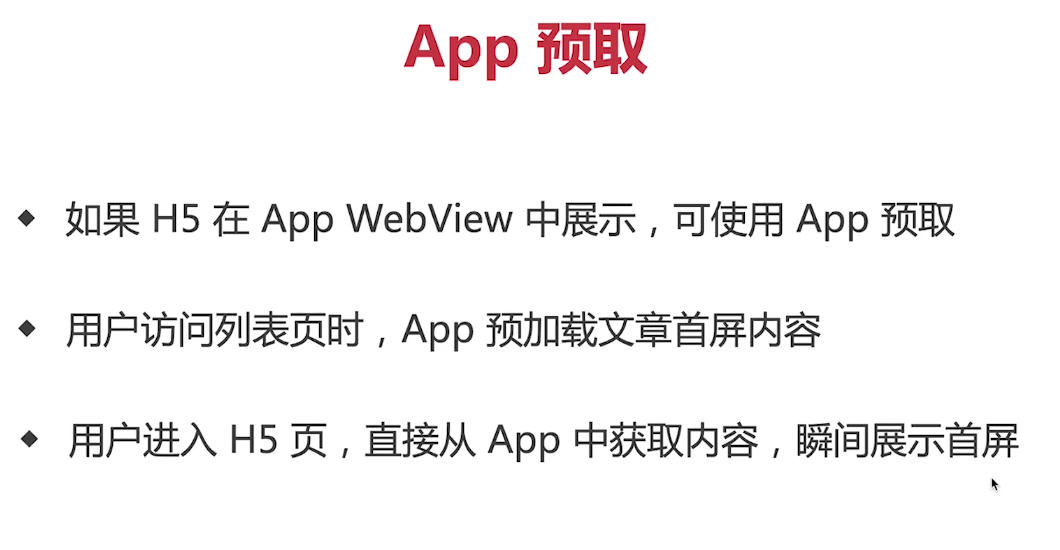 App 预取
◆ 如果 H5 在 App WebView 中展示，可使用 App 预取
◆ 用户访问列表页时，App 预加载文章首屏内容
◆ 用户进入 H5 页，直接从 App 中获取内容，瞬间展示首屏